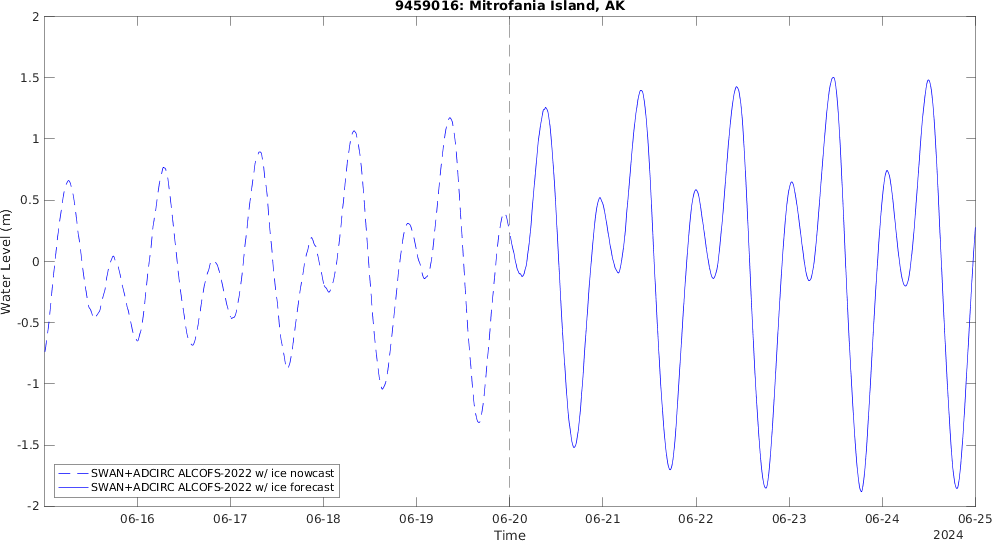 9459016: Mitrofania Island, AK
2
1.5
1
0.5
0
-0.5
-1
-1.5
-2
Water Level (m)
SWAN+ADCIRC ALCOFS-2022 w/ ice nowcast
SWAN+ADCIRC ALCOFS-2022 w/ ice forecast
06-16 06-17 06-18 06-19 06-20 06-21 06-22 06-23 06-24 06-25
Time
2024